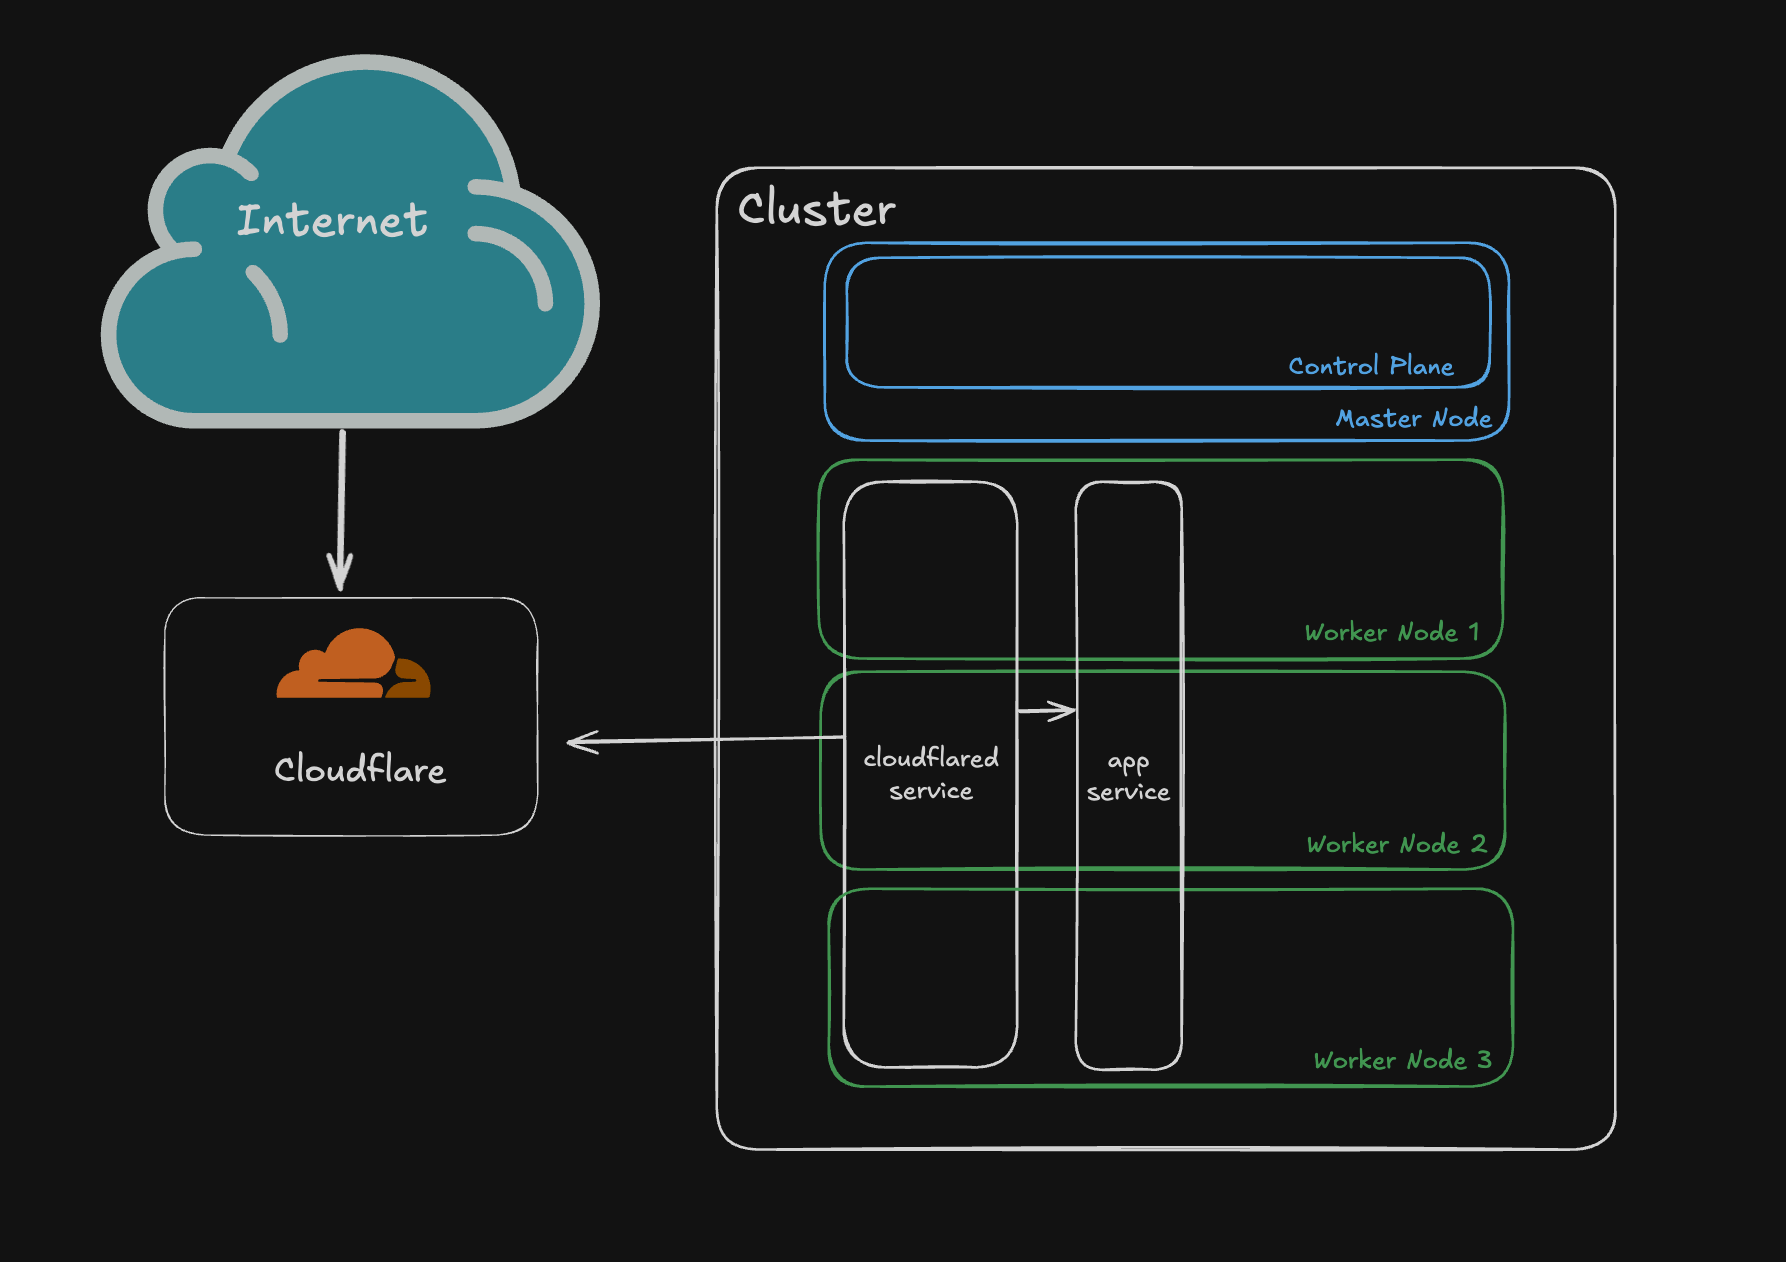 Internet
Cluster
Control Plane
Master Node
Worker Node 1
Cloudflare
cloudflared
service
app
service
Worker Node 2
Worker Node 3